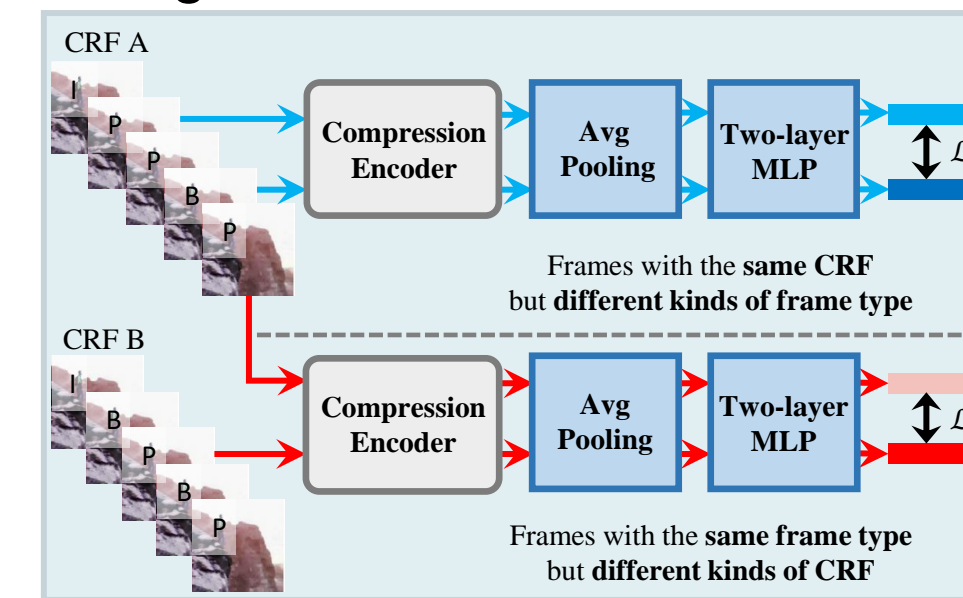 CRF A
I
P
P
B
P
Compression
Encoder
Avg
Pooling
Two-layer
MLP
ℒ
Frames with the same CRF
but different kinds of frame type
CRF B
I
B
P
B
P
Compression
Encoder
Avg
Pooling
Two-layer
MLP
ℒ
Frames with the same frame type
but different kinds of CRF